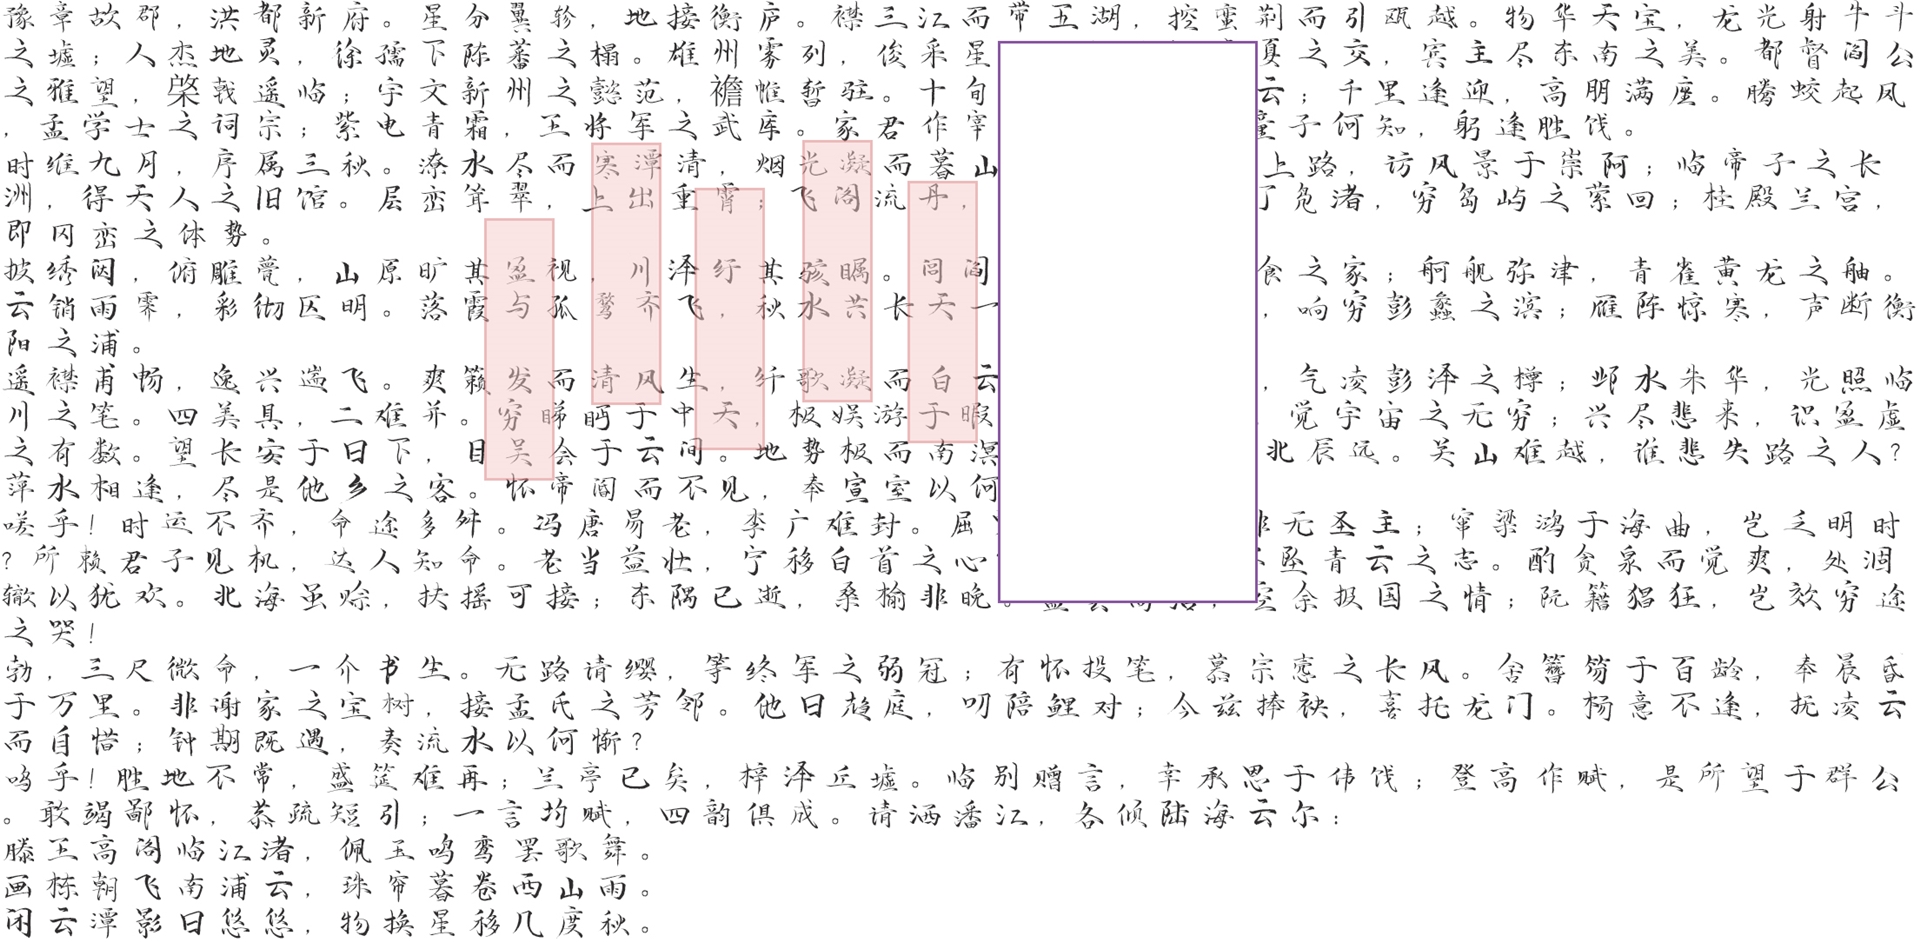 豫章故郡，洪都新府。星分翼轸，地接衡庐。襟三江而带五湖，控蛮荆而引瓯越。物华天宝，龙光射牛斗
之墟；人杰地灵，徐孺下陈蕃之榻。雄州雾列，俊采星 夏之交，宾主尽东南之美。都督阎公
之雅望，棨戟遥临；宇文新州之懿范，襜帷暂驻。十旬 云；千里逢迎，高朋满座。腾蛟起凤
，孟学士之词宗；紫电青霜，王将军之武库。家君作宰 童子何知，躬逢胜饯。
时维九月，序属三秋。潦水尽而寒潭清，烟光凝而暮山 上路，访风景于崇阿；临帝子之长
洲，得天人之旧馆。层峦耸翠，上出重霄；飞阁流丹， 凫渚，穷岛屿之萦回；桂殿兰宫，
即冈峦之体势。
披绣闼，俯雕甍，山原旷其盈视，川泽纡其骇瞩。闾阎 食之家；舸舰弥津，青雀黄龙之舳。
云销雨霁，彩彻区明。落霞与孤鹜齐飞，秋水共长天一 ，响穷彭蠡之滨；雁阵惊寒，声断衡
阳之浦。
遥襟甫畅，逸兴遄飞。爽籁发而清风生，纤歌凝而白云 ，气凌彭泽之樽；邺水朱华，光照临
川之笔。四美具，二难并。穷睇眄于中天，极娱游于暇 觉宇宙之无穷；兴尽悲来，识盈虚
之有数。望长安于日下，目吴会于云间。地势极而南溟 北辰远。关山难越，谁悲失路之人？
萍水相逢，尽是他乡之客。怀帝阍而不见，奉宣室以何
嗟乎！时运不齐，命途多舛。冯唐易老，李广难封。屈 非无圣主；窜梁鸿于海曲，岂乏明时
？所赖君子见机，达人知命。老当益壮，宁移白首之心 坠青云之志。酌贪泉而觉爽，处涸
辙以犹欢。北海虽赊，扶摇可接；东隅已逝，桑榆非晚。 空余报国之情；阮籍猖狂，岂效穷途
之哭！
勃，三尺微命，一介书生。无路请缨，等终军之弱冠；有怀投笔，慕宗悫之长风。舍簪笏于百龄，奉晨昏
于万里。非谢家之宝树，接孟氏之芳邻。他日趋庭，叨陪鲤对；今兹捧袂，喜托龙门。杨意不逢，抚凌云
而自惜；钟期既遇，奏流水以何惭？
呜乎！胜地不常，盛筵难再；兰亭已矣，梓泽丘墟。临别赠言，幸承恩于伟饯；登高作赋，是所望于群公
。敢竭鄙怀，恭疏短引；一言均赋，四韵俱成。请洒潘江，各倾陆海云尔：
滕王高阁临江渚，佩玉鸣鸾罢歌舞。
画栋朝飞南浦云，珠帘暮卷西山雨。
闲云潭影日悠悠，物换星移几度秋。